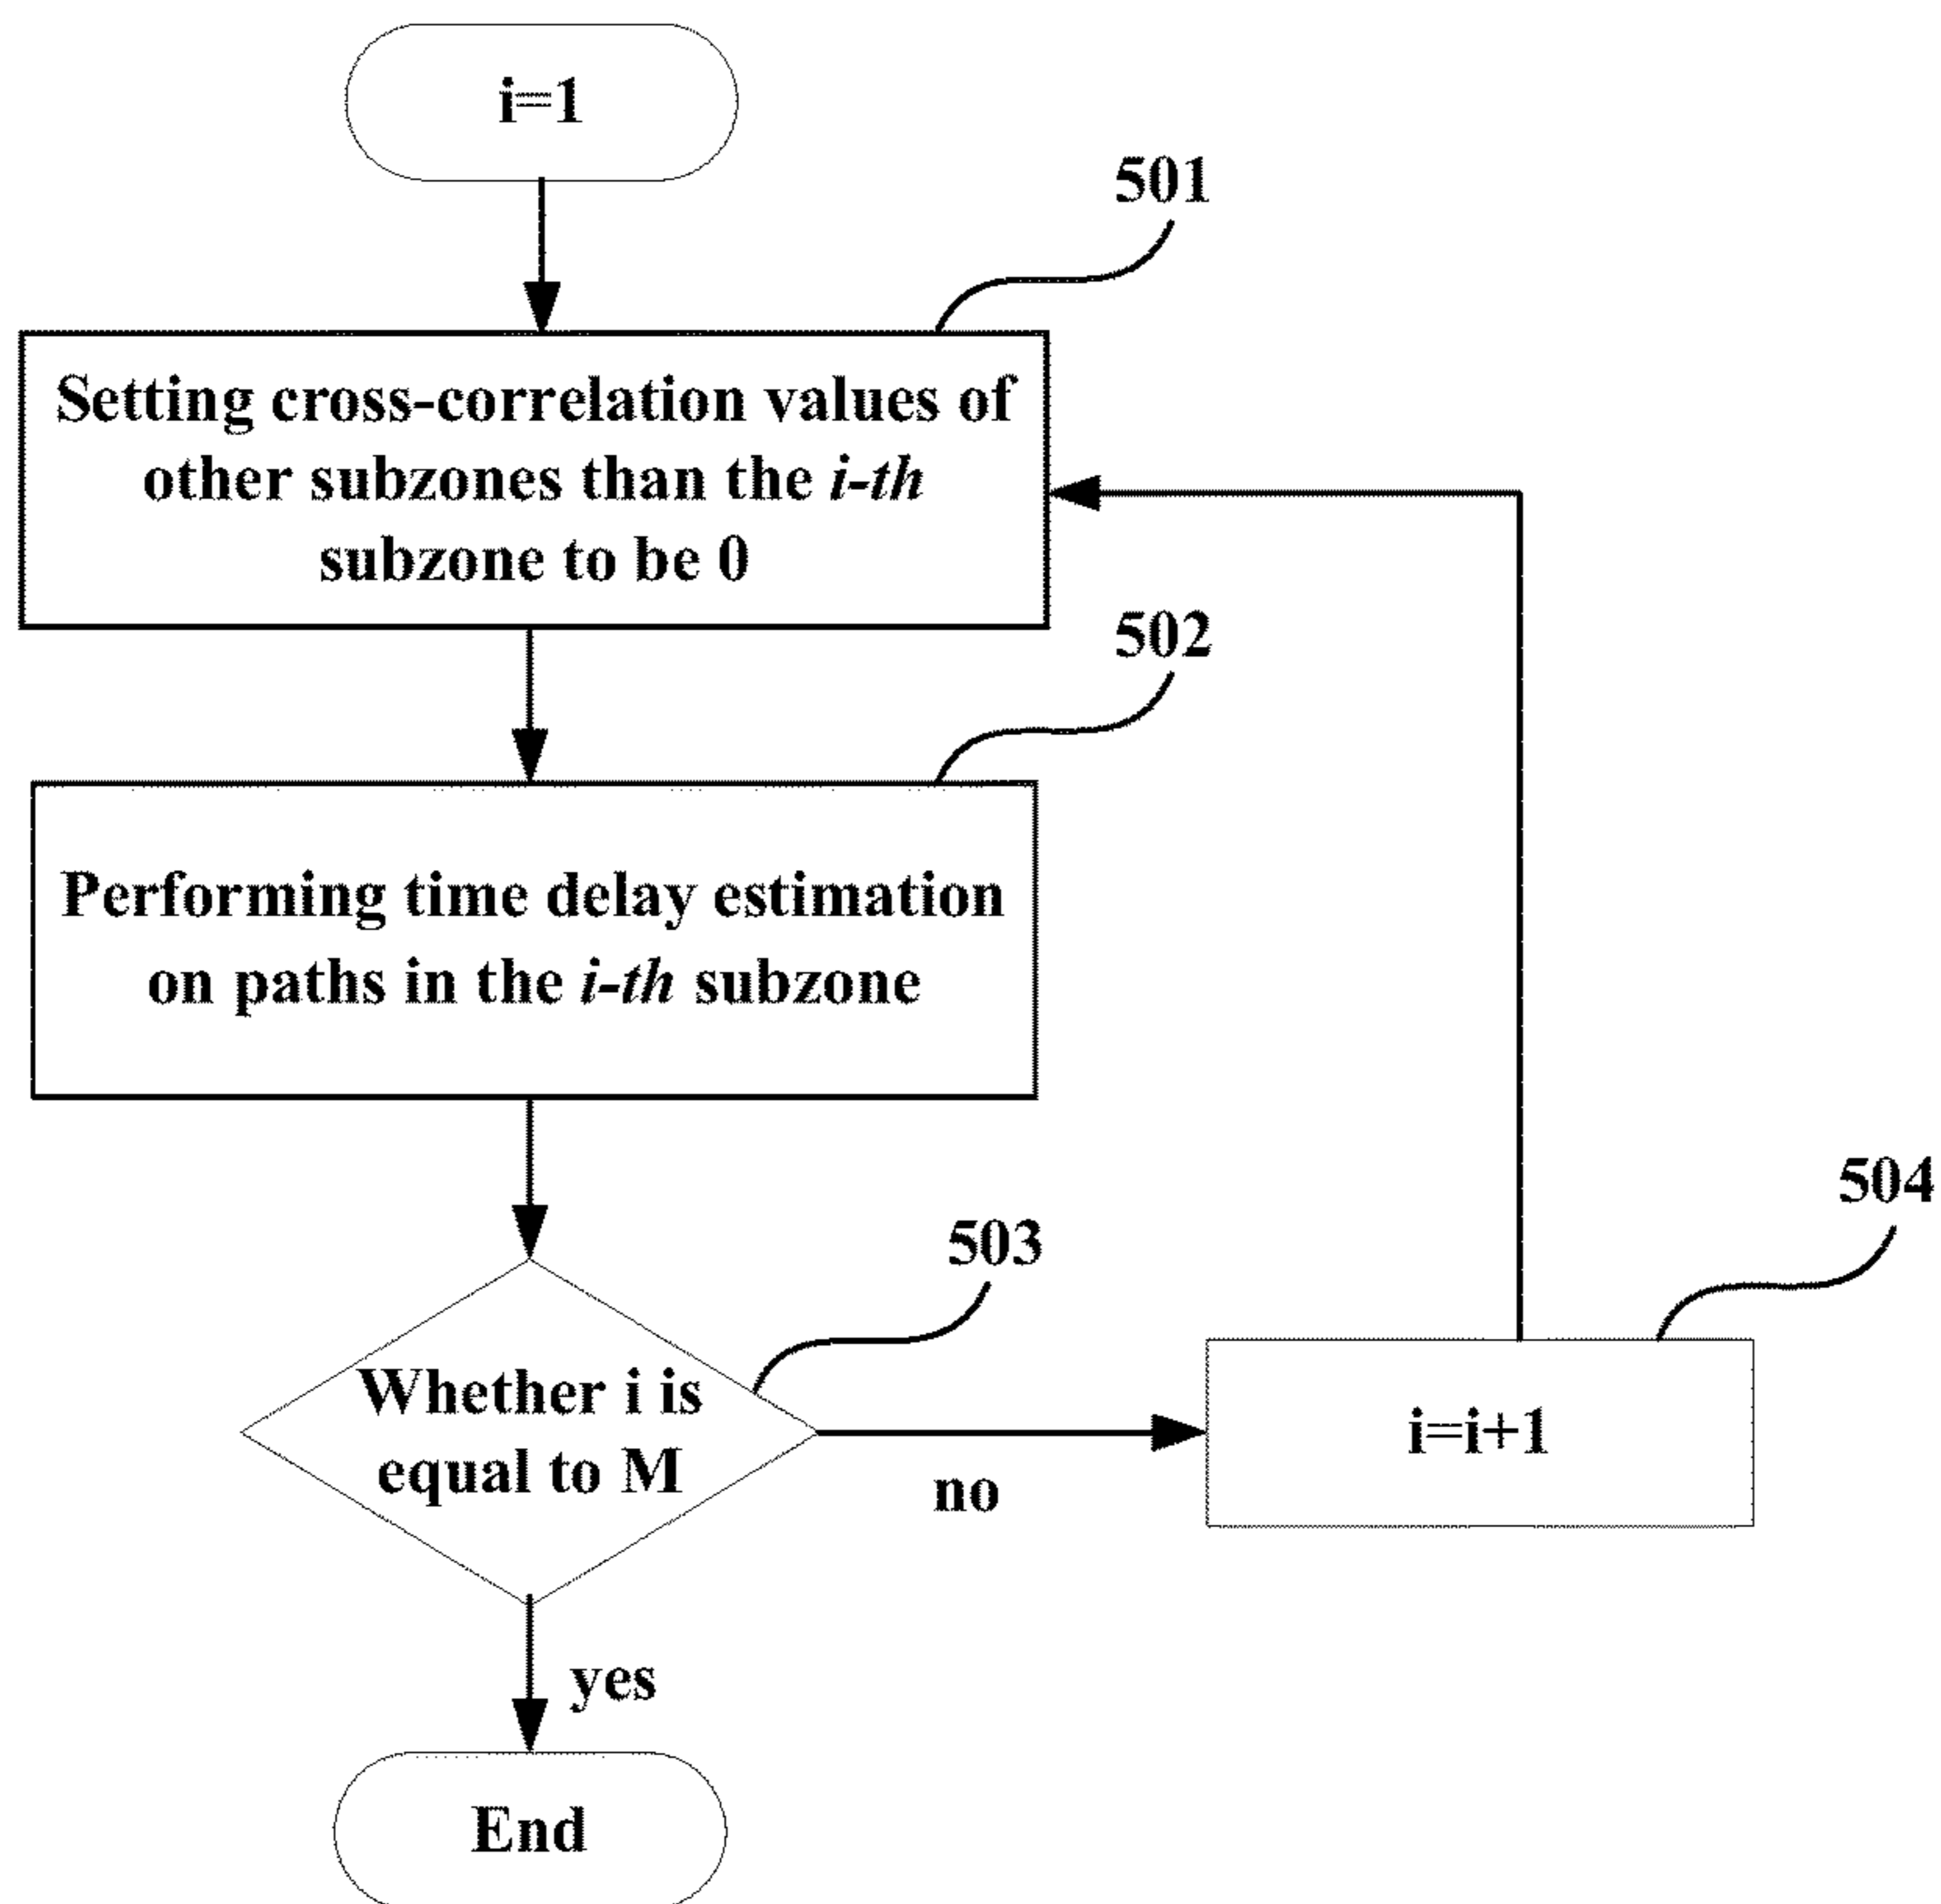 i=1
501
Setting cross-correlation values of
other subzones than the i-th
subzone to be 0
502
Performing time delay estimation
on paths in the i-th subzone
503
Whether i is
equal to M
no
504
i=i+1
yes
End